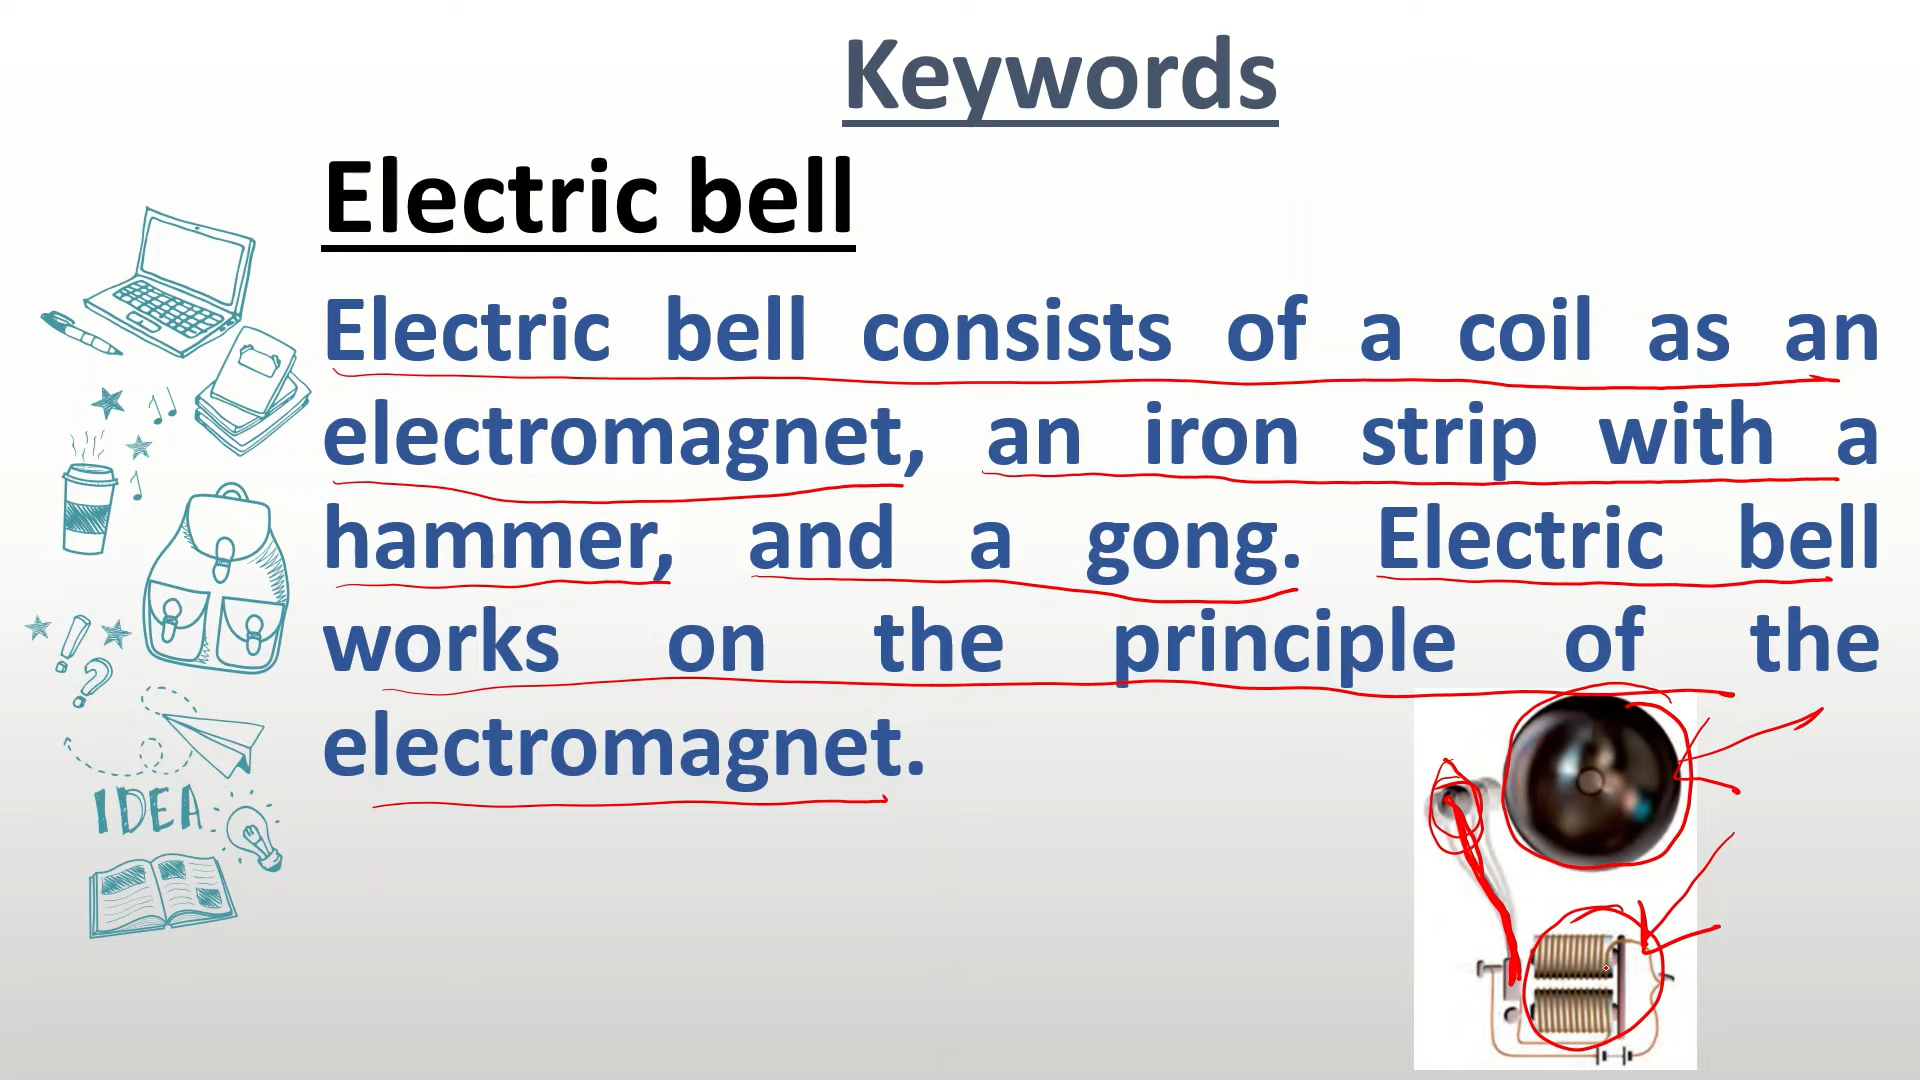 Keywords
Electric bell
Electric bell consists of a coil as an
electromagnet, an iron strip with a
hammer, and a gong. Electric bell
works on the principle of the
electromagnet.
IDEA